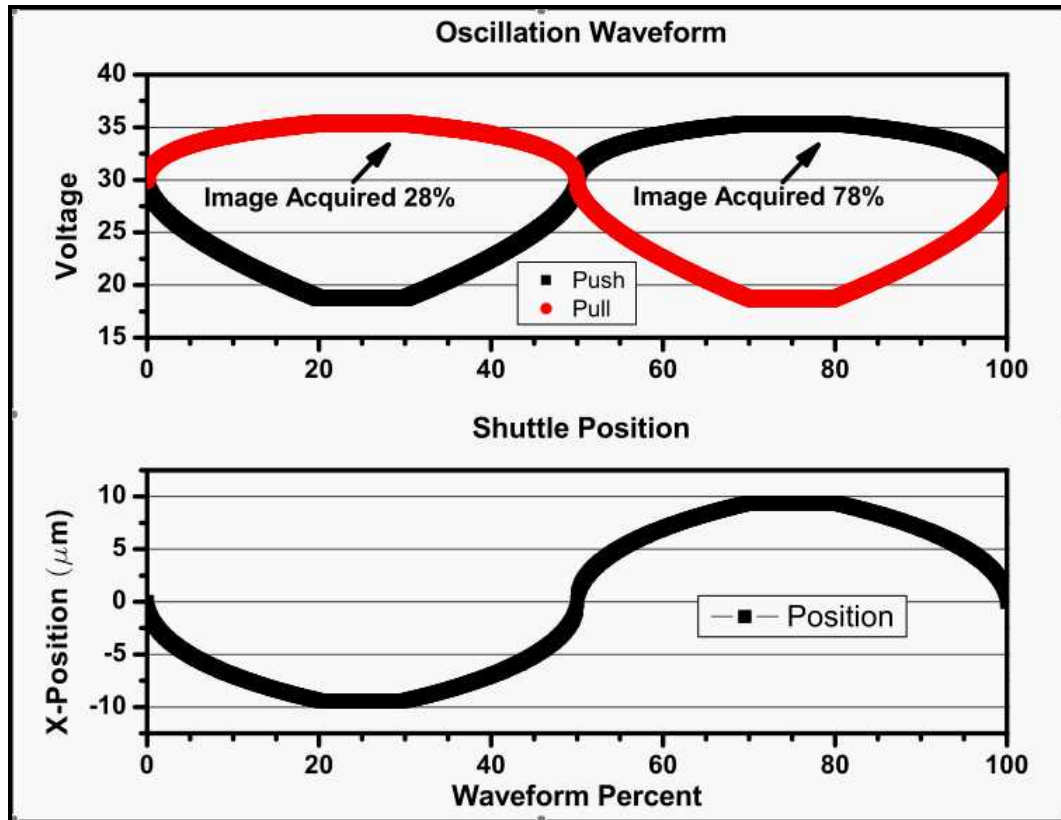 Oscillation Waveform
40
35
30
25
20
15
Voltage
Image Acquired 28%
Image Acquired 78%
Push
Pull
0 20 40 60 80 100
Shuttle Position
10
5
0
-5
-10
X-Position (μm)
Position
0 20 40 60 80 100
Waveform Percent